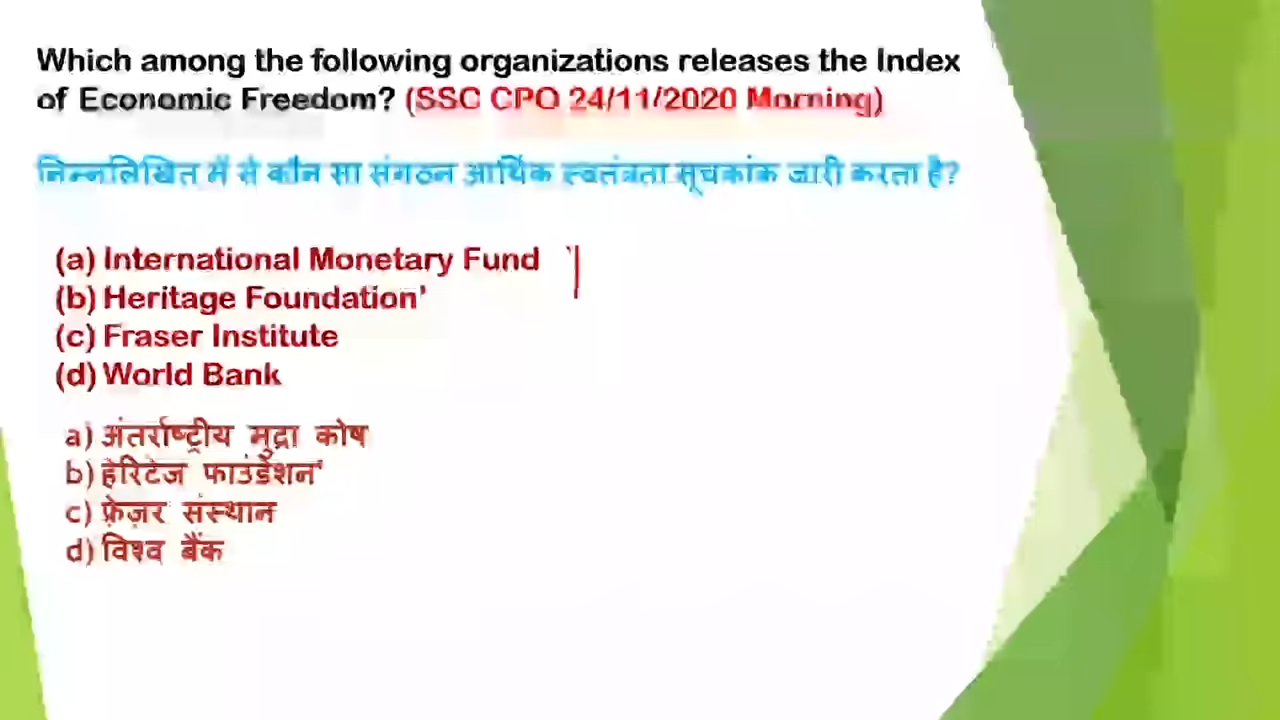 Which among the following organizations releases the Index
of Economic Freedom? (SSC CPO 24/11/2020 Morning)
निम्नलिखित में से कौन सा संगठन आर्थिक स्वतंत्रता सूचकांक जारी करता है?
(a) International Monetary Fund
(b) Heritage Foundation'
(c) Fraser Institute
(d) World Bank
a) अंतर्राष्ट्रीय मुद्रा कोष
b) हेरिटेज फाउंडेशन'
c) फ़्रेज़र संस्थान
d) विश्व बैंक